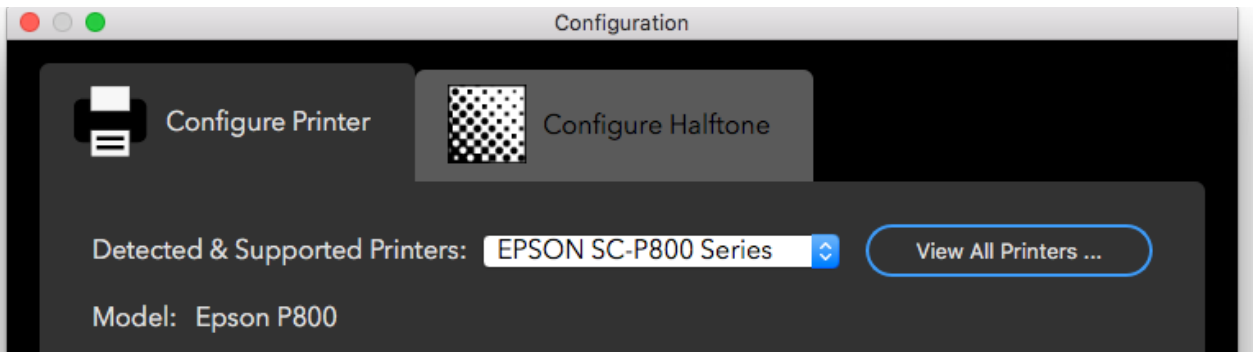 Configuration
Configure Printer
Configure Halftone
Detected & Supported Printers: EPSON SC-P800 Series View All Printers ...
Model: Epson P800